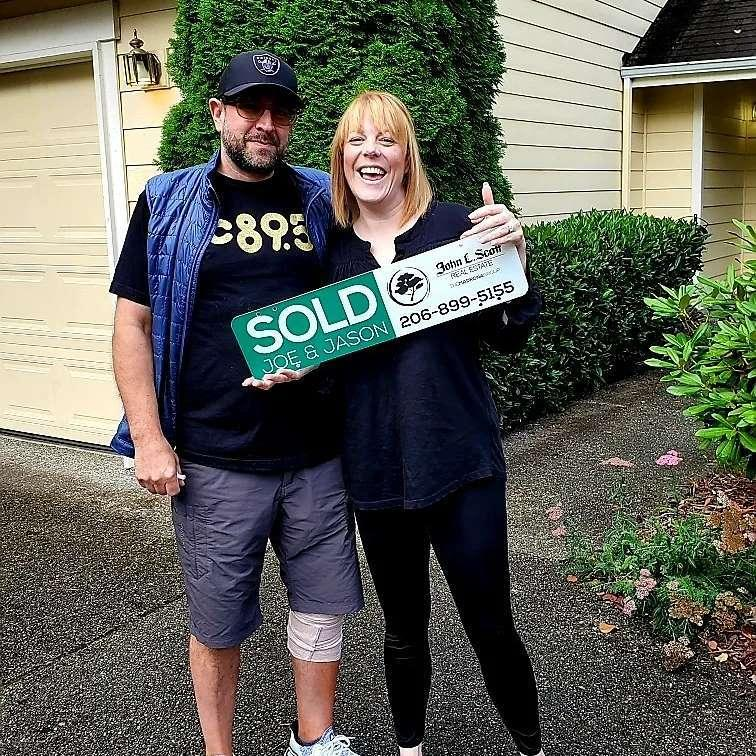 C89.5
SOLD
JOE & JASON
John L. Scott
REAL ESTATE
206-899-5155